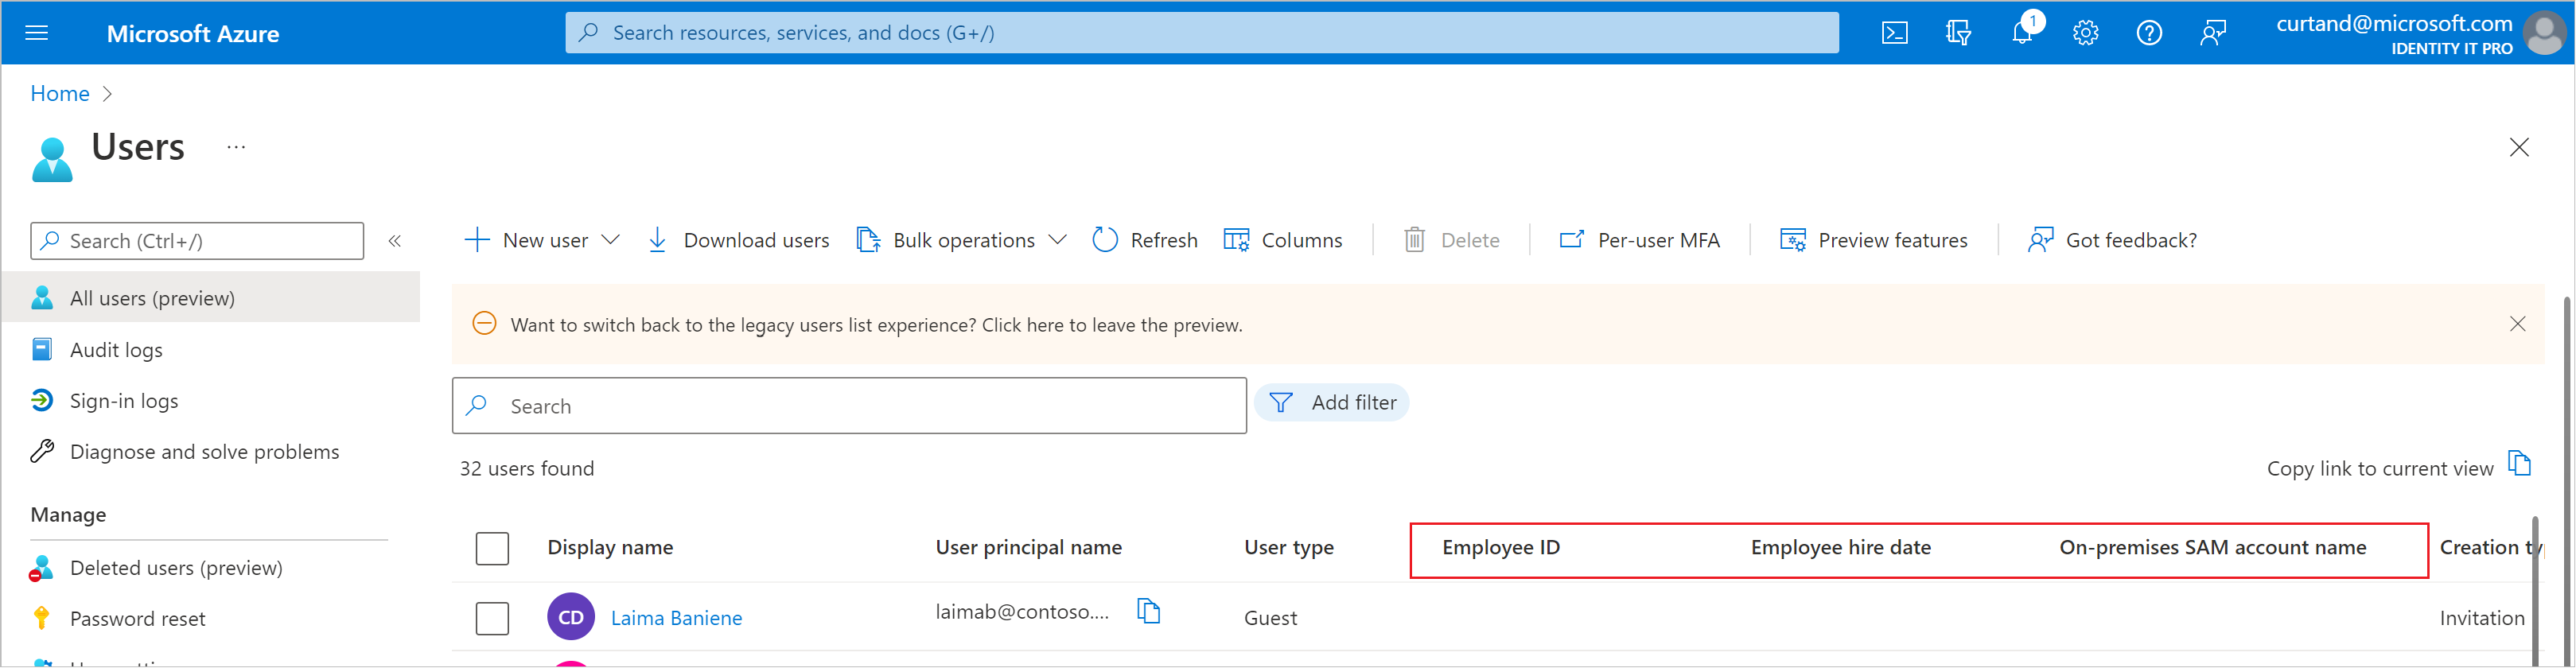 Microsoft Azure
Search resources, services, and docs (G+/)
1
curtand@microsoft.com
IDENTITY IT PRO
Home
Users
Search (Ctrl+/)
New user
Download users
Bulk operations
Refresh
Columns
Delete
Per-user MFA
Preview features
Got feedback?
All users (preview)
Audit logs
Sign-in logs
Diagnose and solve problems
Manage
Deleted users (preview)
Password reset
Want to switch back to the legacy users list experience? Click here to leave the preview.
Search
Add filter
32 users found
Copy link to current view
Display name
User principal name
User type
Employee ID
Employee hire date
On-premises SAM account name
Creation
CD
Laima Baniene
laimab@contoso....
Guest
Invitation